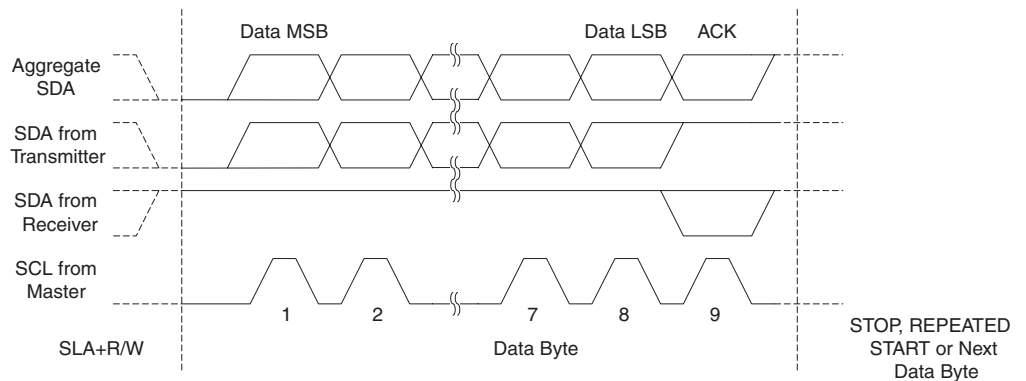 Data MSB
Data LSB
ACK
Aggregate
SDA
SDA from
Transmitter
SDA from
Receiver
SCL from
Master
1
2
7
8
9
SLA+R/W
Data Byte
STOP, REPEATED
START or Next
Data Byte